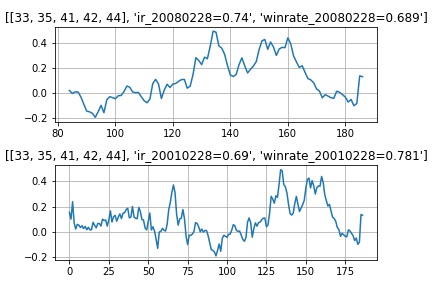 [[33, 35, 41, 42, 44], 'ir_20080228=0.74', 'winrate_20080228=0.689']
0.4
0.2
0.0
−0.2
80 100 120 140 160 180
[[33, 35, 41, 42, 44], 'ir_20010228=0.69', 'winrate_20010228=0.781']
0.4
0.2
0.0
−0.2
0 25 50 75 100 125 150 175